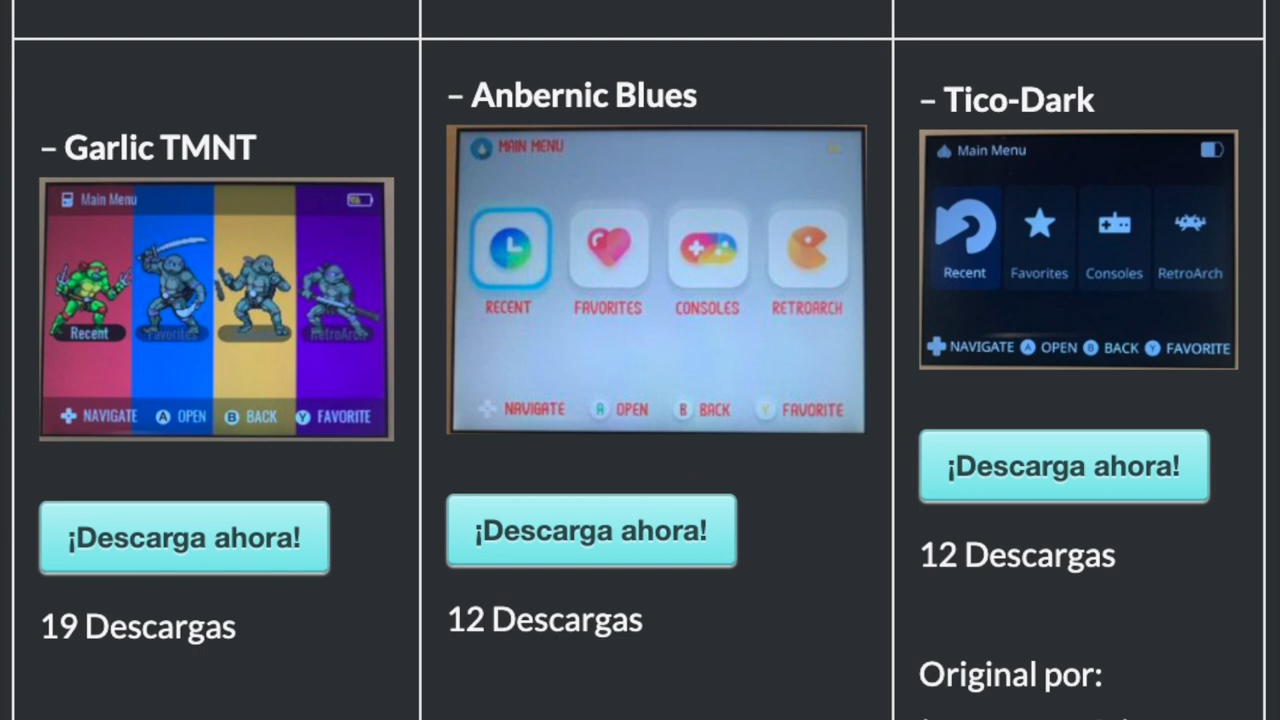 – Garlic TMNT
Main Menu
Recent
Favorites
RetroArch
NAVIGATE A OPEN B BACK Y FAVORITE
¡Descarga ahora!
19 Descargas
– Anbernic Blues
MAIN MENU
RECENT FAVORITES CONSOLES RETROARCH
NAVIGATE A OPEN B BACK Y FAVORITE
¡Descarga ahora!
12 Descargas
– Tico-Dark
Main Menu
Recent Favorites Consoles RetroArch
NAVIGATE A OPEN B BACK Y FAVORITE
¡Descarga ahora!
12 Descargas
Original por: